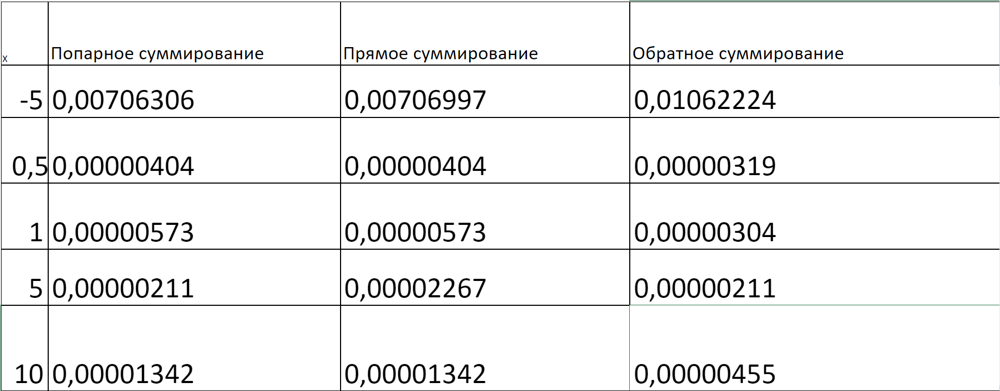 x Попарное суммирование Прямое суммирование Обратное суммирование
-5 0,00706306 0,00706997 0,01062224
0,5 0,00000404 0,00000404 0,00000319
1 0,00000573 0,00000573 0,00000304
5 0,00000211 0,00002267 0,00000211
10 0,00001342 0,00001342 0,00000455